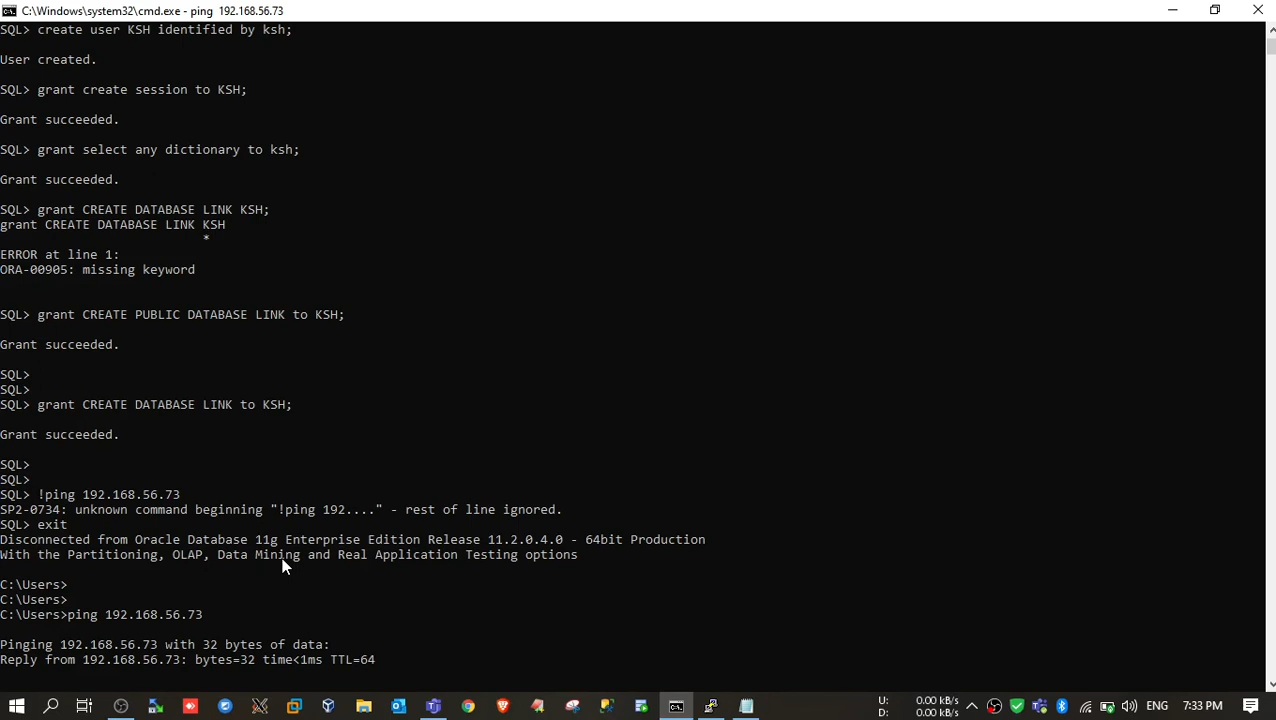 C:\Windows\system32\cmd.exe - ping 192.168.56.73
SQL> create user KSH identified by ksh;
User created.
SQL> grant create session to KSH;
Grant succeeded.
SQL> grant select any dictionary to ksh;
Grant succeeded.
SQL> grant CREATE DATABASE LINK KSH;
grant CREATE DATABASE LINK KSH
*
ERROR at line 1:
ORA-00905: missing keyword
SQL> grant CREATE PUBLIC DATABASE LINK to KSH;
Grant succeeded.
SQL>
SQL>
SQL> grant CREATE DATABASE LINK to KSH;
Grant succeeded.
SQL>
SQL>
SQL> !ping 192.168.56.73
SP2-0734: unknown command beginning "!ping 192...." - rest of line ignored.
SQL> exit
Disconnected from Oracle Database 11g Enterprise Edition Release 11.2.0.4.0 - 64bit Production
With the Partitioning, OLAP, Data Mining and Real Application Testing options
C:\Users>
C:\Users>
C:\Users>ping 192.168.56.73
Pinging 192.168.56.73 with 32 bytes of data:
Reply from 192.168.56.73: bytes=32 time<1ms TTL=64
U: 0.00 kB/s
D: 0.00 kB/s
ENG 7:33 PM